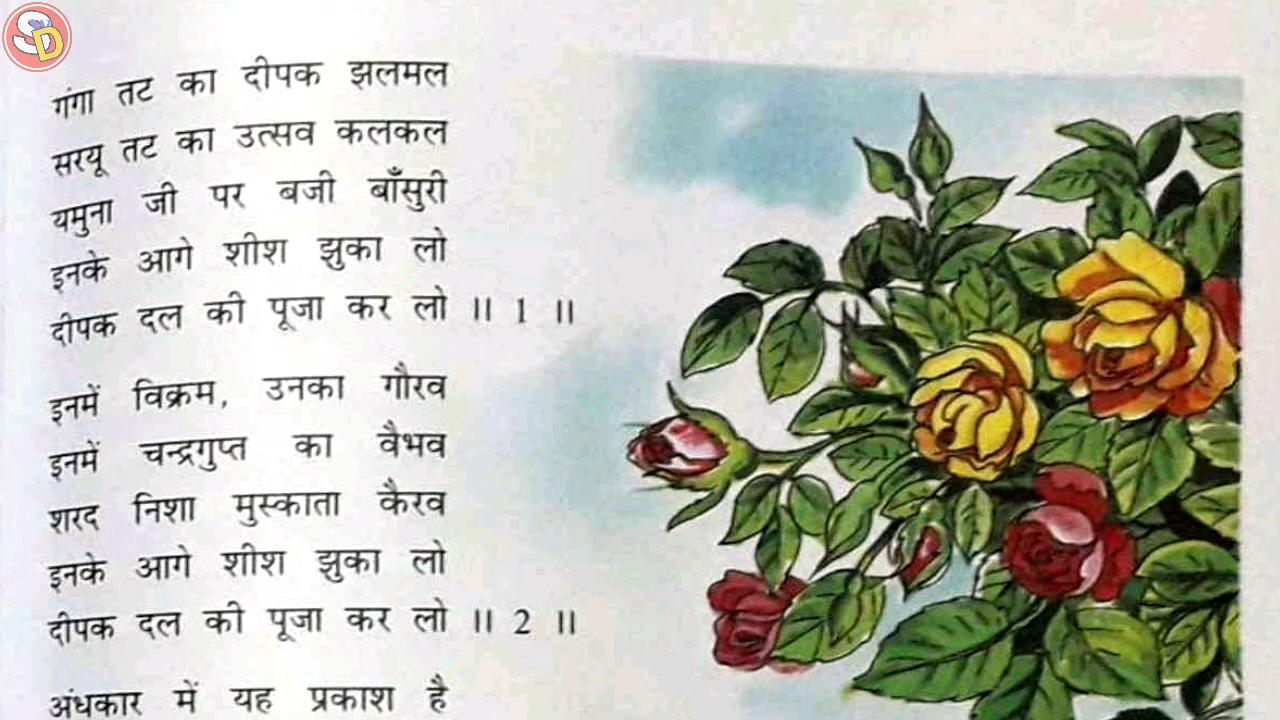 SD
गंगा तट का दीपक झलमल
सरयू तट का उत्सव कलकल
यमुना जी पर बजी बाँसुरी
इनके आगे शीश झुका लो
दीपक दल की पूजा कर लो ॥ 1 ॥
इनमें विक्रम, उनका गौरव
इनमें चन्द्रगुप्त का वैभव
शरद निशा मुस्काता कैरव
इनके आगे शीश झुका लो
दीपक दल की पूजा कर लो ॥ 2 ॥
अंधकार में यह प्रकाश है